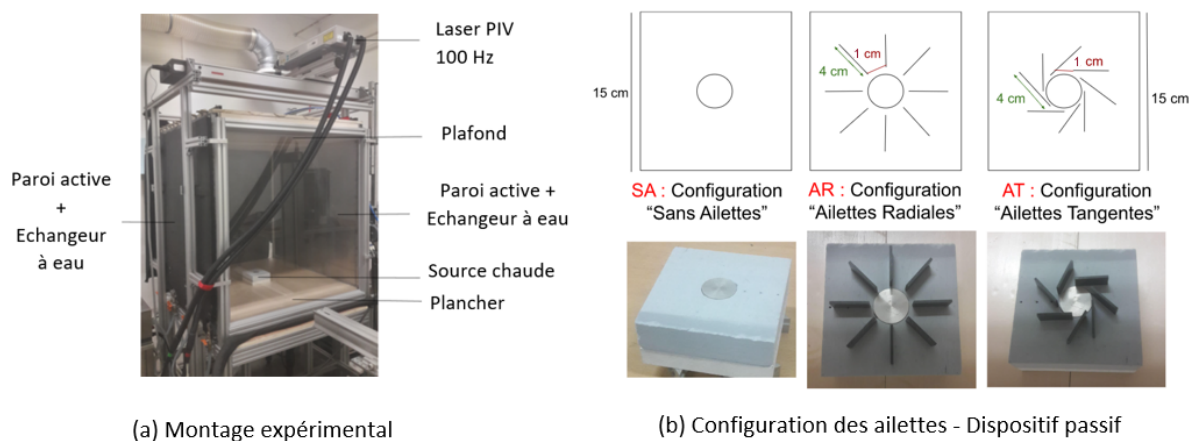 Laser PIV
100 Hz
Plafond
Paroi active
+
Echangeur
à eau
Paroi active +
Echangeur à eau
Source chaude
Plancher
(a) Montage expérimental
15 cm
1 cm
4 cm
1 cm
4 cm
15 cm
SA : Configuration
"Sans Ailettes"
AR : Configuration
"Ailettes Radiales"
AT : Configuration
"Ailettes Tangentes"
(b) Configuration des ailettes - Dispositif passif